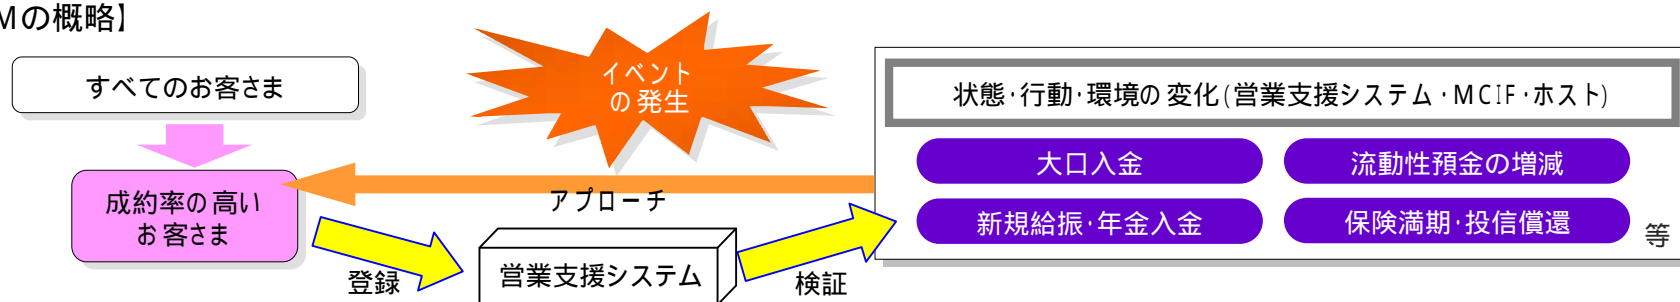 Mの概略】
すべてのお客さま
イベント
の発生
状態・行動・環境の変化(営業支援システム・MCIF・ホスト)
大口入金
流動性預金の増減
成約率の高い
お客さま
アプローチ
新規給振・年金入金
保険満期・投信償還
等
登録
営業支援システム
検証